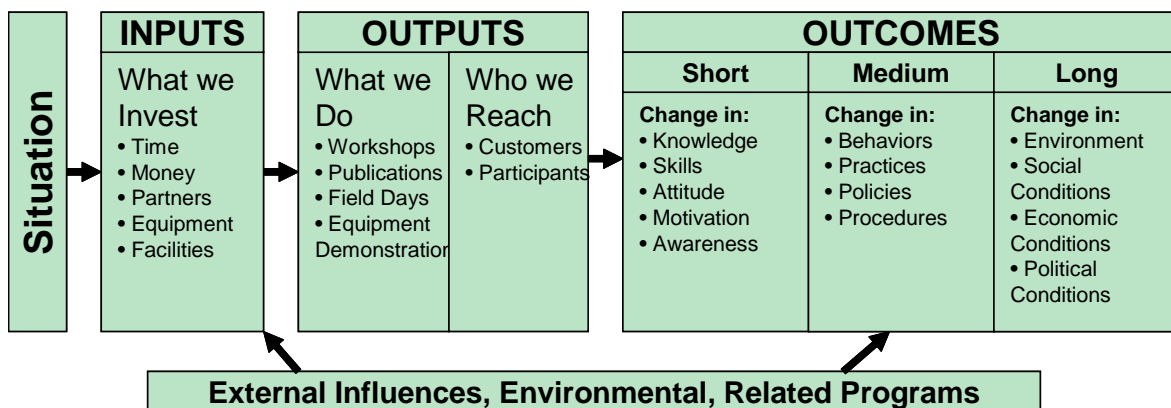 Situation
INPUTS
What we
Invest
• Time
• Money
• Partners
• Equipment
• Facilities
OUTPUTS
What we
Do
• Workshops
• Publications
• Field Days
• Equipment
Demonstration
Who we
Reach
• Customers
• Participants
OUTCOMES
Short
Change in:
• Knowledge
• Skills
• Attitude
• Motivation
• Awareness
Medium
Change in:
• Behaviors
• Practices
• Policies
• Procedures
Long
Change in:
• Environment
• Social
Conditions
• Economic
Conditions
• Political
Conditions
External Influences, Environmental, Related Programs